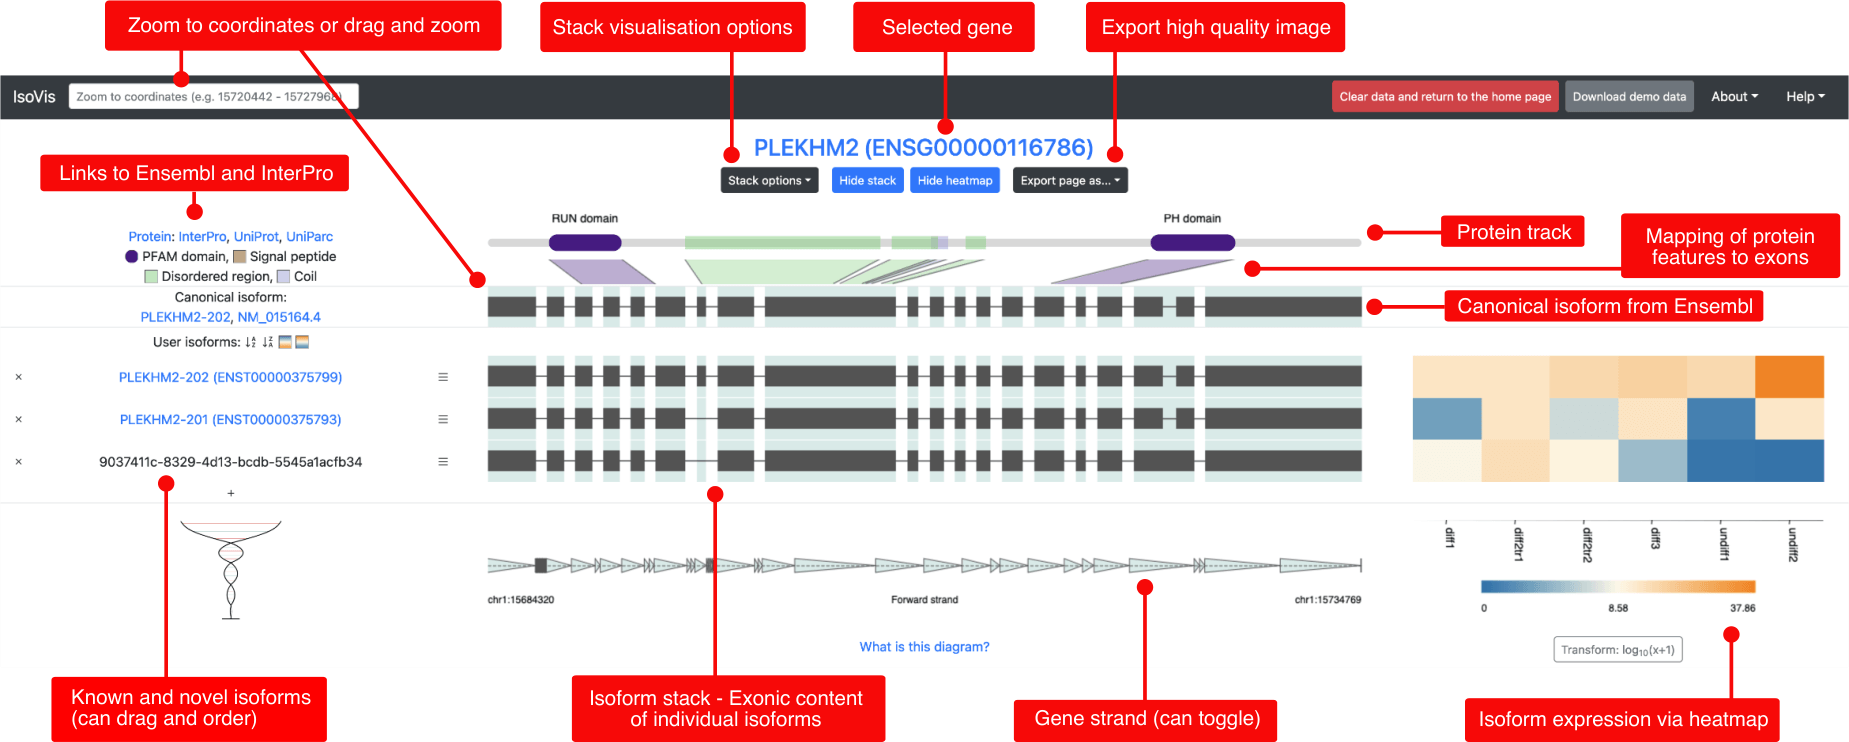 Zoom to coordinates or drag and zoom
Stack visualisation options
Selected gene
Export high quality image
IsoVis
Zoom to coordinates (e.g. 15720442 - 15727968)
Clear data and return to the home page
Download demo data
About
Help
PLEKHM2 (ENSG00000116786)
Links to Ensembl and InterPro
Stack options
Hide stack
Hide heatmap
Export page as...
RUN domain
PH domain
Protein track
Mapping of protein
features to exons
Protein: InterPro, UniProt, UniParc
PFAM domain, Signal peptide
Disordered region, Coil
Canonical isoform:
PLEKHM2-202, NM_015164.4
Canonical isoform from Ensembl
User isoforms:
PLEKHM2-202 (ENST00000375799)
PLEKHM2-201 (ENST00000375793)
9037411c-8329-4d13-bcdb-5545a1acfb34
diff1
diff2tr1
diff2tr2
diff3
undiff1
undiff2
chr1:15684320
Forward strand
chr1:15734769
0
8.58
37.86
What is this diagram?
Transform: log10(x+1)
Known and novel isoforms
(can drag and order)
Isoform stack - Exonic content
of individual isoforms
Gene strand (can toggle)
Isoform expression via heatmap